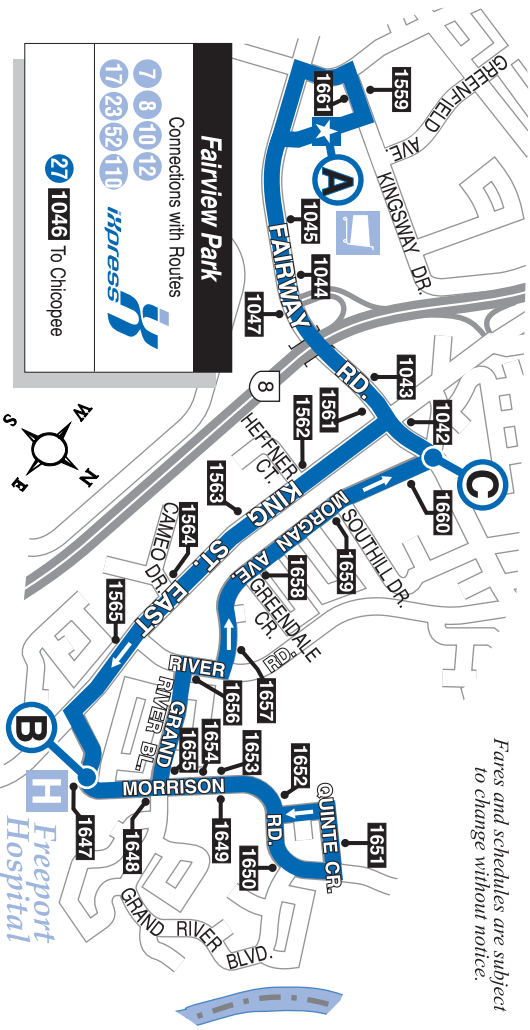 Fairview Park
Connections with Routes
7 8 10 12
17 23 52 110
iXpress
iX
27 1046 To Chicopee
1559
1661
A
GREENFIELD
AVE.
KINGSWAY DR.
1045
1044
1047
FAIRWAY
RD.
8
1043
1042
1561
C
1660
1562
HEFFNER
CT.
KING
ST.
EAST
1563
1564
CAMEO DR.
1565
MORGAN AVE.
1659
SOUTHILL DR.
1658
GREENDALE
CR.
1657
RIVER
RD.
1656
GRAND
RIVER BL.
1655
1654
1653
1652
MORRISON
RD.
QUINTE CR.
1651
1650
1649
1648
1647
B
H
Freeport
Hospital
GRAND RIVER
BLVD.
W
S
N
E
Fares and schedules are subject
to change without notice.